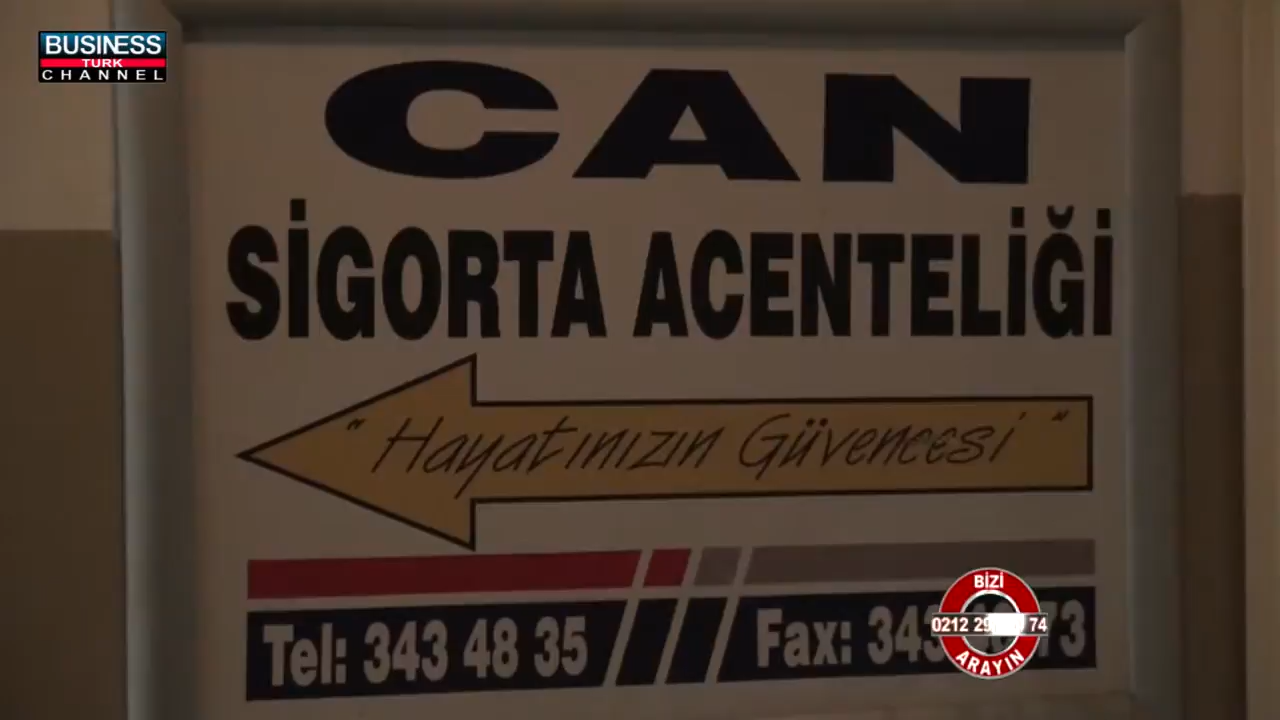 BUSINESS
TURK
CHANNEL
CAN
SİGORTA ACENTELİĞİ
" Hayatınızın Güvencesi "
Tel: 343 48 35
Fax: 343 73
BİZİ
0212 29 74
ARAYIN